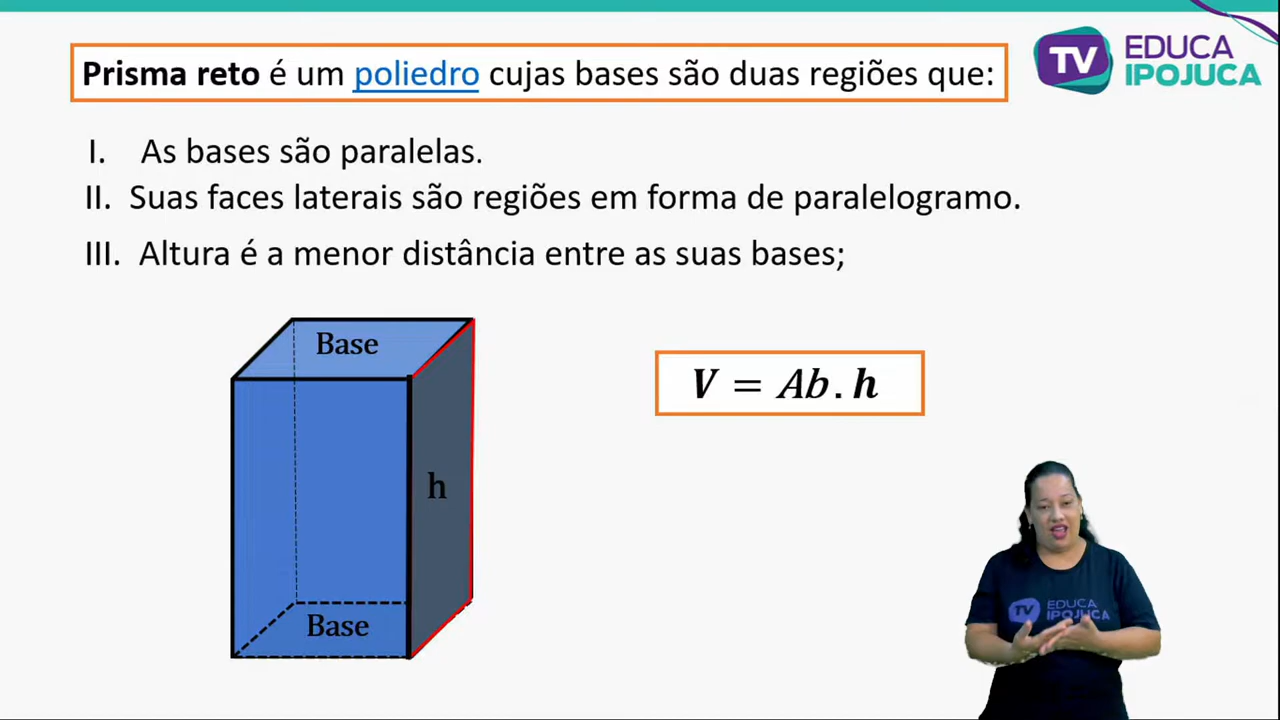 Prisma reto é um poliedro cujas bases são duas regiões que:
TV EDUCA
IPOJUCA
I. As bases são paralelas.
II. Suas faces laterais são regiões em forma de paralelogramo.
III. Altura é a menor distância entre as suas bases;
Base
V = Ab . h
h
Base
TV EDUCA
IPOJUCA